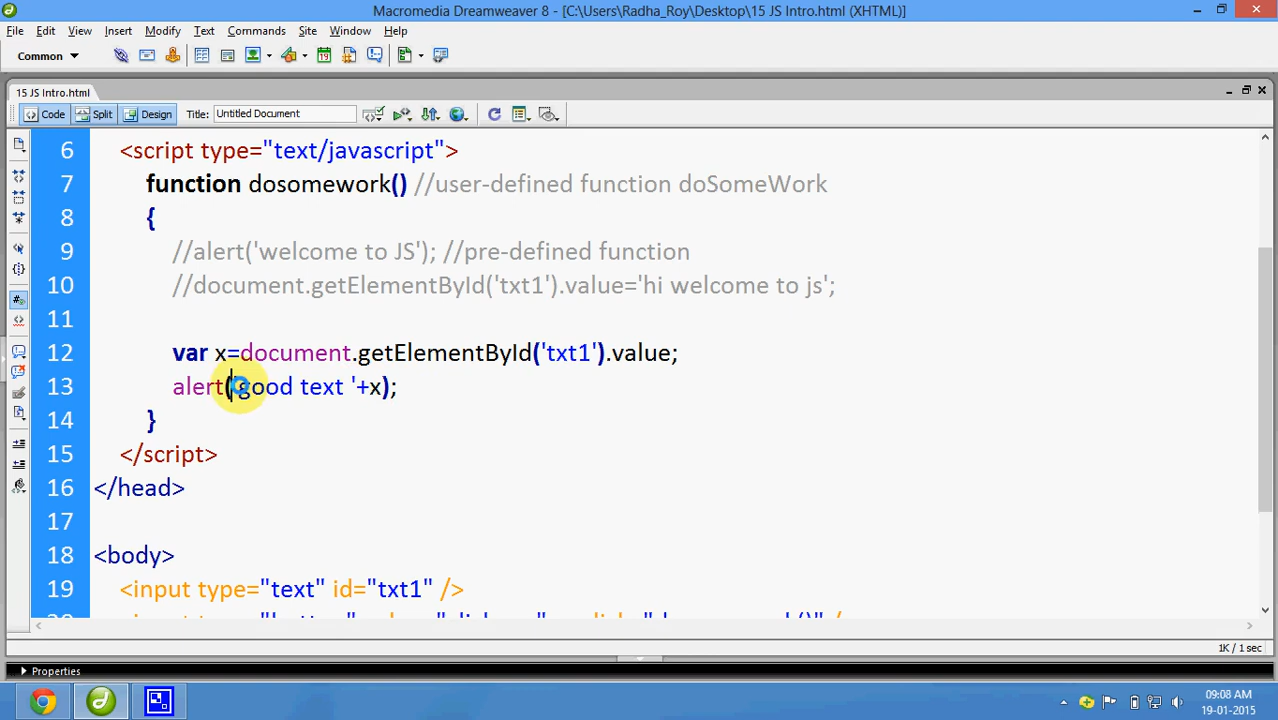 Macromedia Dreamweaver 8 - [C:\Users\Radha_Roy\Desktop\15 JS Intro.html (XHTML)]
File Edit View Insert Modify Text Commands Site Window Help
Common
15 JS Intro.html
Code Split Design Title: Untitled Document
6 <script type="text/javascript">
7 function dosomework() //user-defined function doSomeWork
8 {
9 //alert('welcome to JS'); //pre-defined function
10 //document.getElementById('txt1').value='hi welcome to js';
11
12 var x=document.getElementById('txt1').value;
13 alert('good text '+x);
14 }
15 </script>
16 </head>
17
18 <body>
19 <input type="text" id="txt1" />
1K / 1 sec
Properties
09:08 AM
19-01-2015